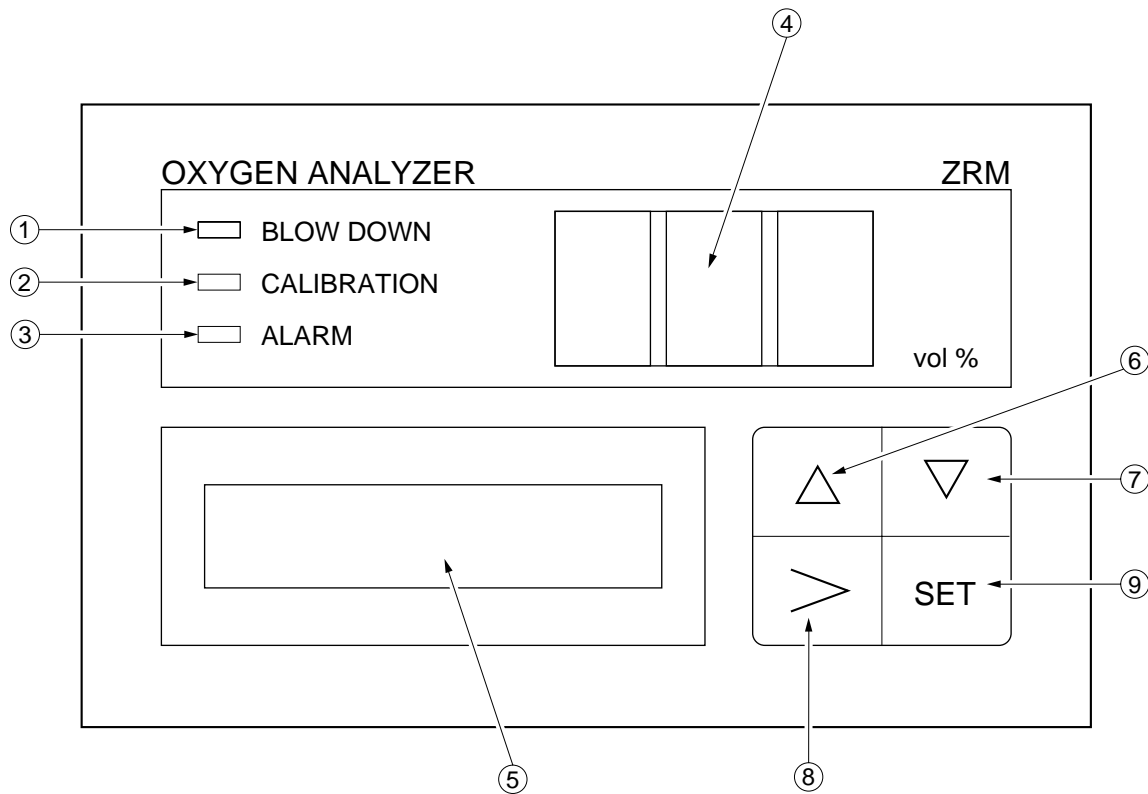 ④
OXYGEN ANALYZER ZRM
① BLOW DOWN
② CALIBRATION
③ ALARM
vol %
⑥
⑦
SET ⑨
⑤ ⑧